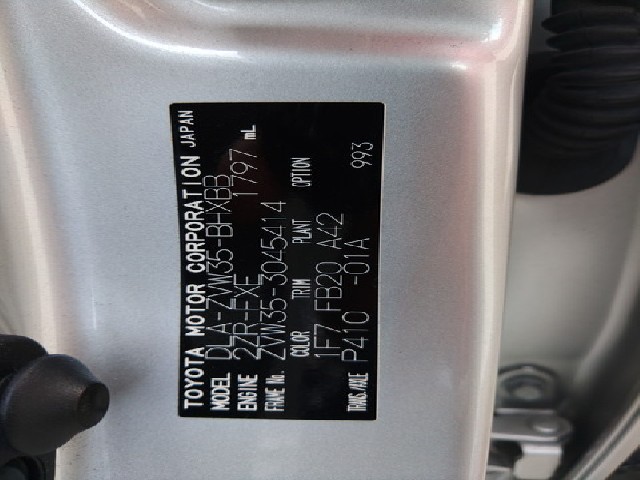 TOYOTA MOTOR CORPORATION JAPAN
MODEL DLA-ZVW35-BHXBB
ENGINE 2ZR-FXE 1797 mL
FRAME No. ZVW35-3045414
COLOR TRIM PLANT OPTION
1F7 FB20 A42
TRANS./AXLE P410 -01A 993